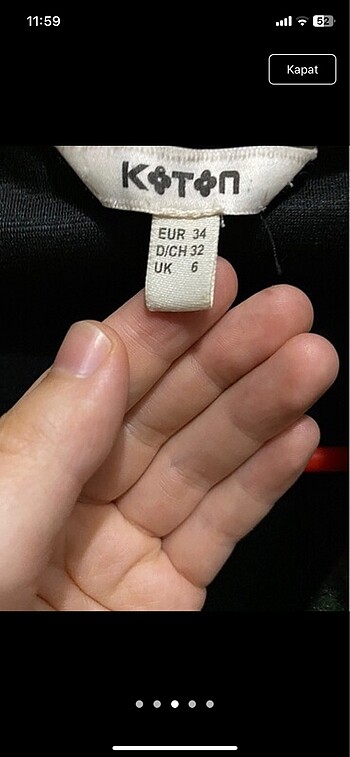 11:59
52
Kapat
KOTON
EUR 34
D/CH 32
UK 6